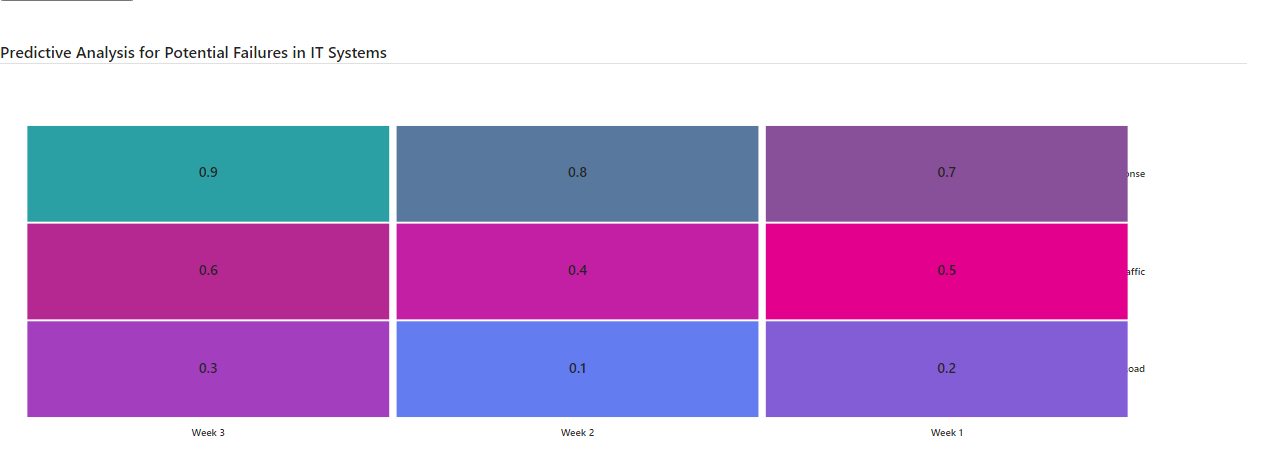 Predictive Analysis for Potential Failures in IT Systems
0.9 0.8 0.7
0.6 0.4 0.5
0.3 0.1 0.2
Week 3 Week 2 Week 1